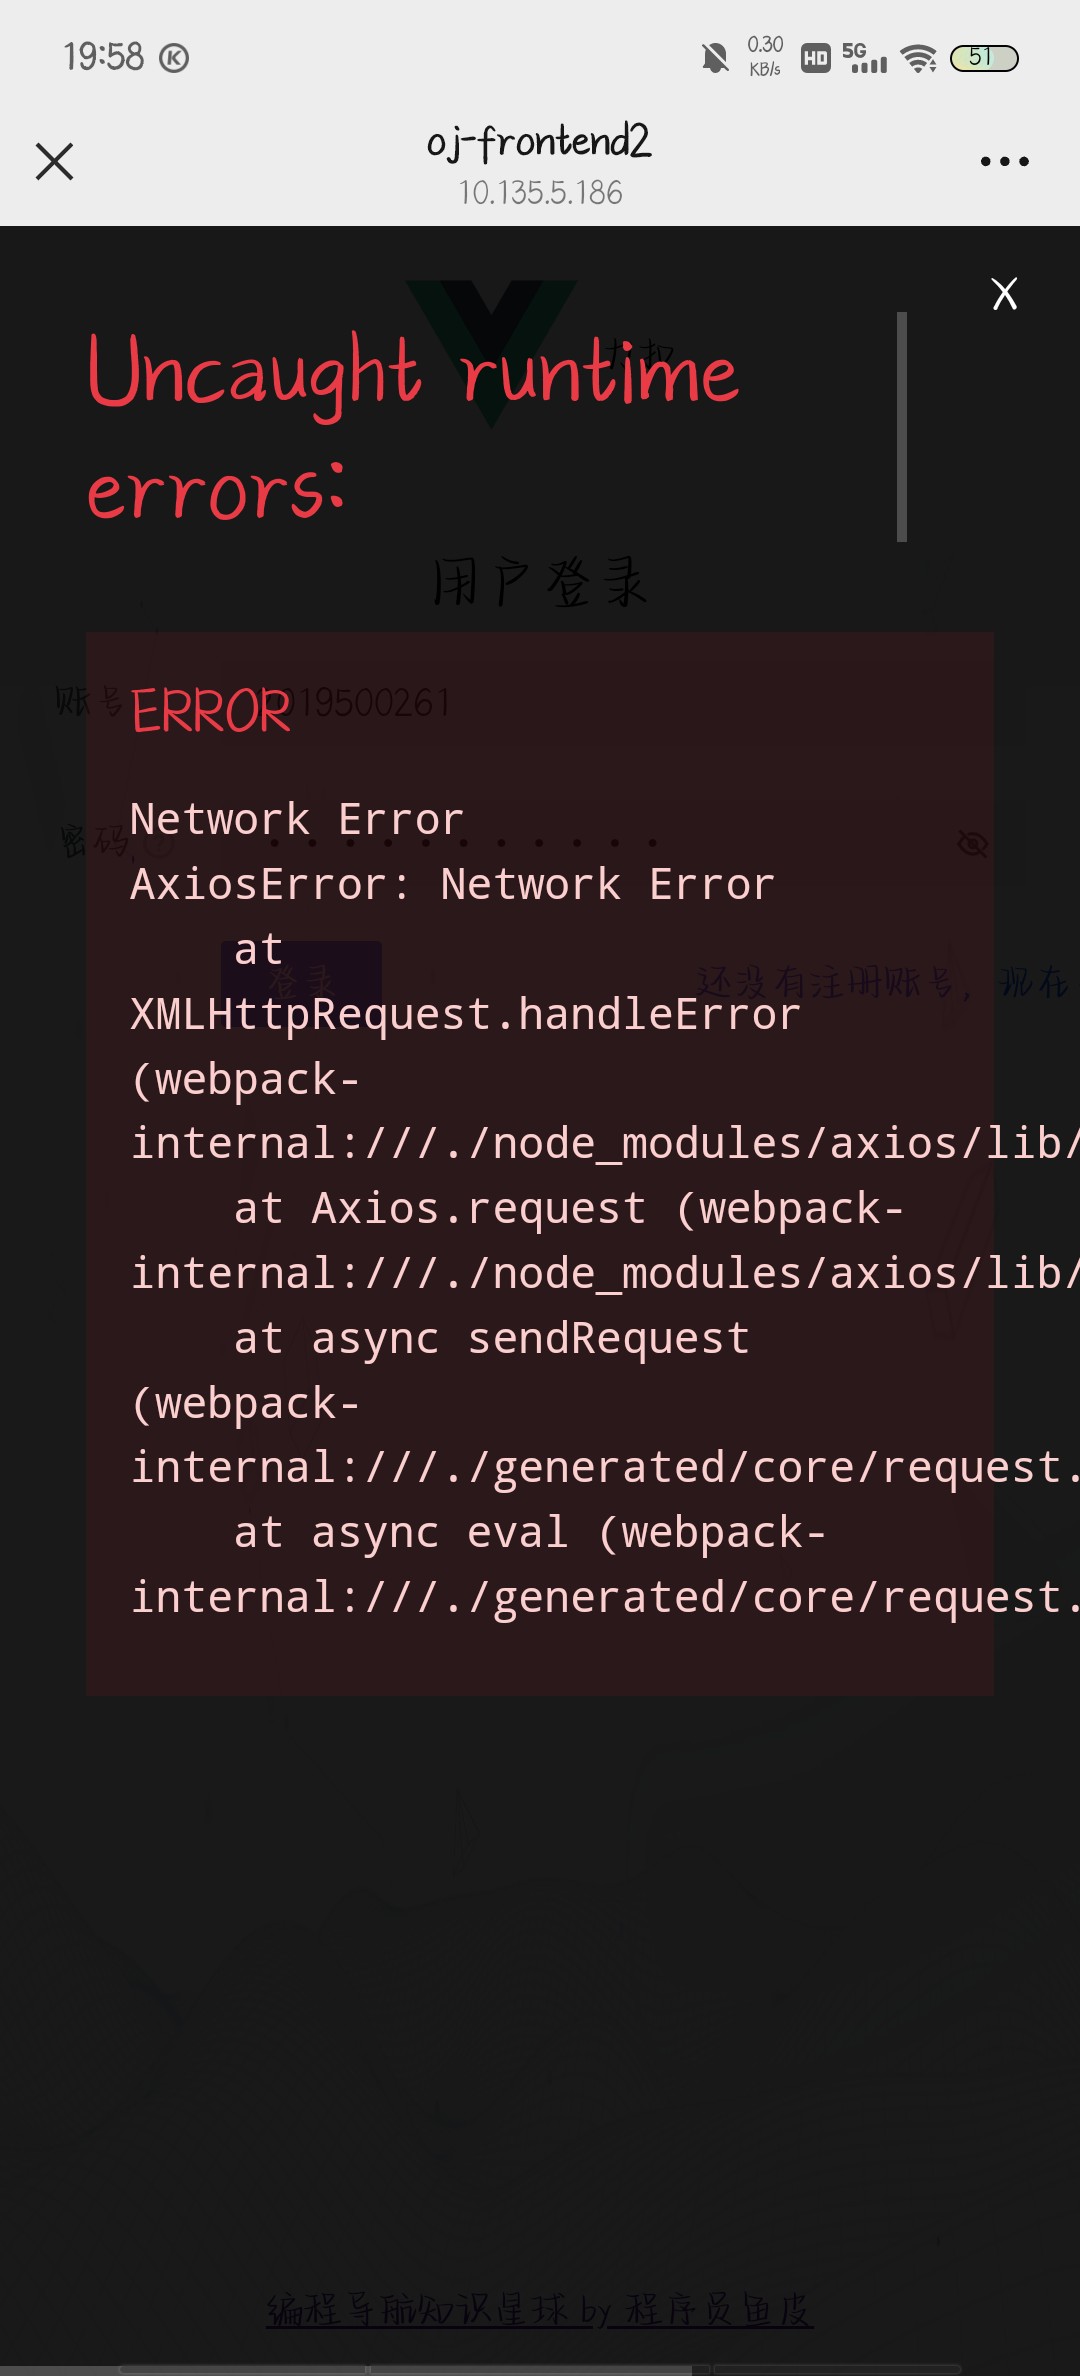 19:58
0.30
KB/s
HD
5G
51
oj-frontend2
10.135.5.186
X
Uncaught runtime
errors:
用户登录
账号
ERROR
019500261
Network Error
密码
AxiosError: Network Error
at
登录
还没有注册账号, 现在
XMLHttpRequest.handleError
(webpack-
internal:///./node_modules/axios/lib/
at Axios.request (webpack-
internal:///./node_modules/axios/lib/
at async sendRequest
(webpack-
internal:///./generated/core/request.
at async eval (webpack-
internal:///./generated/core/request.
编程导航知识星球 by 程序员鱼皮